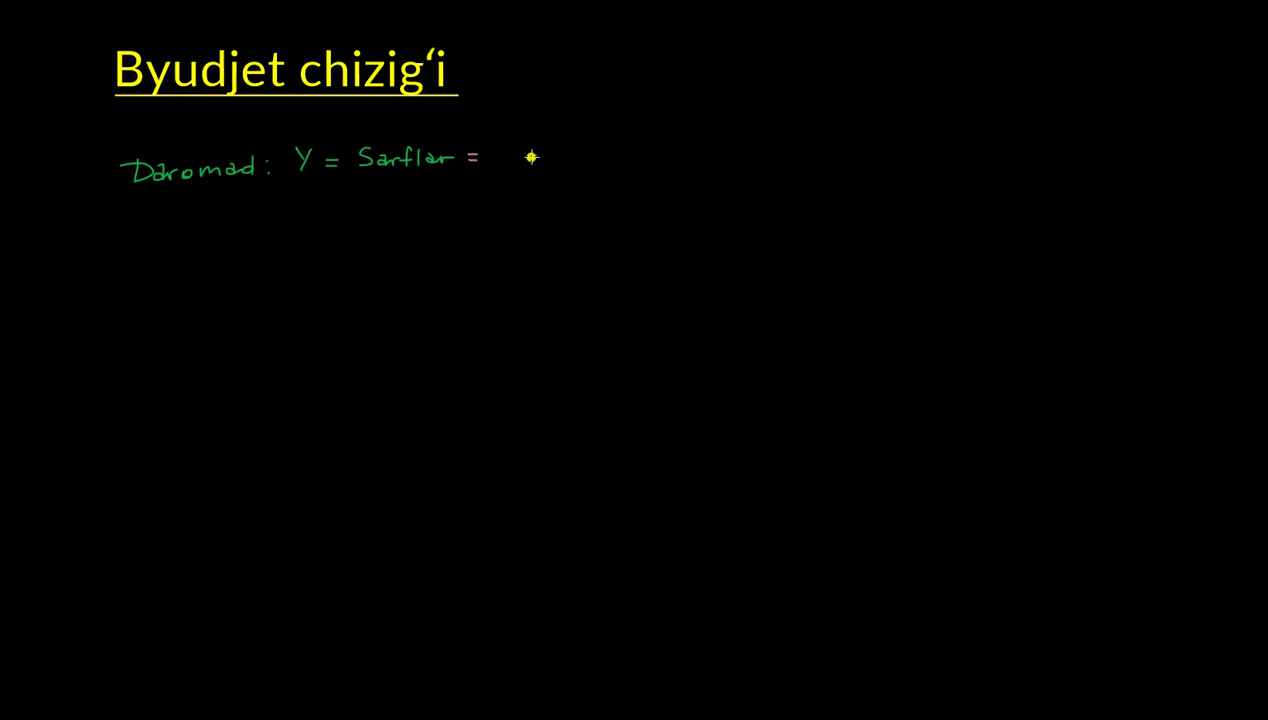 Byudjet chizig‘i
Daromad: Y = Sarflar =